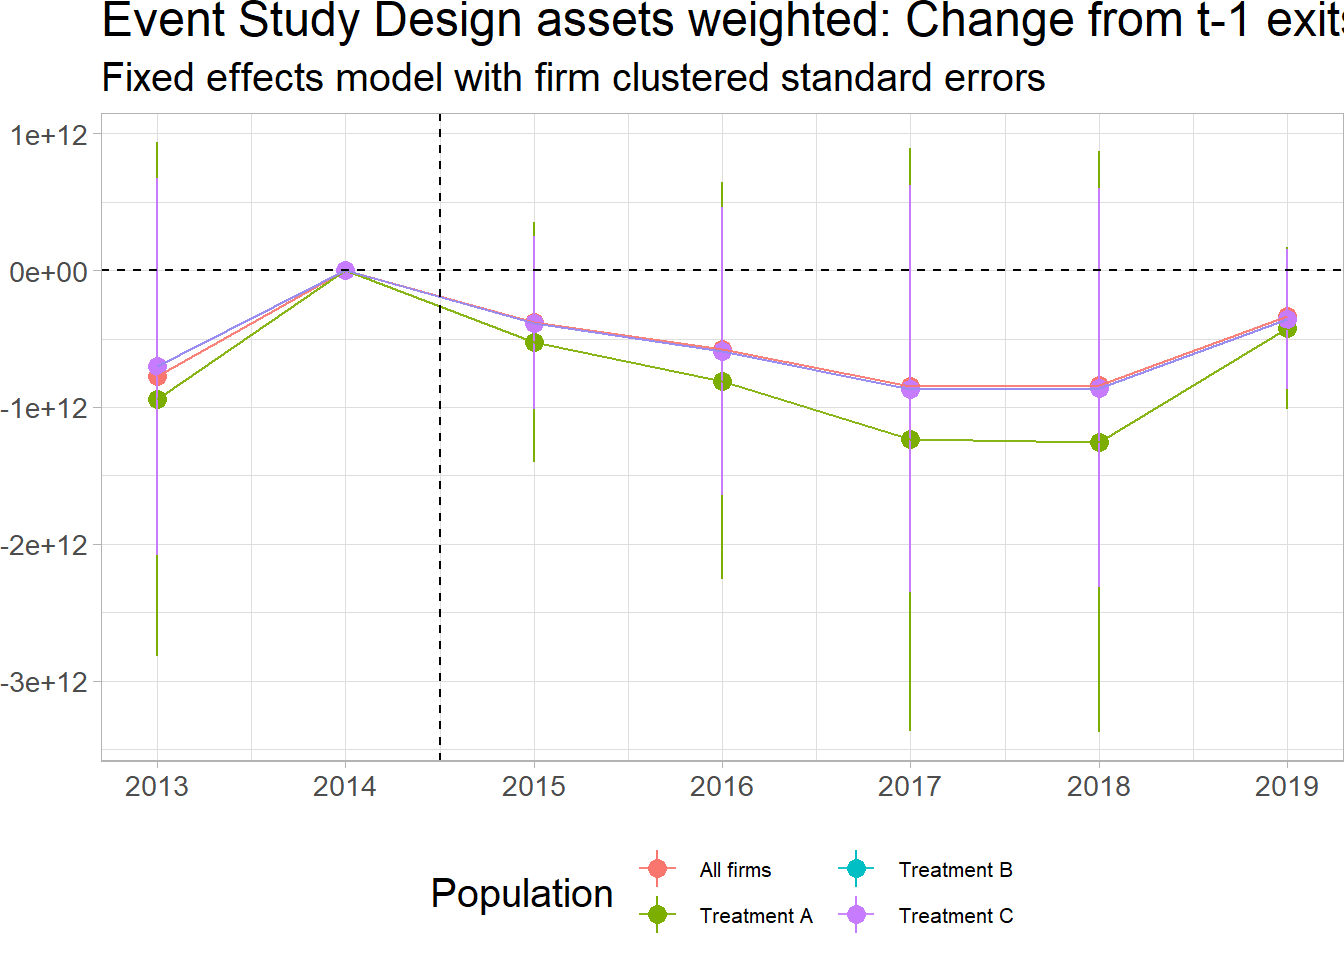 Event Study Design assets weighted: Change from t-1 exits
Fixed effects model with firm clustered standard errors
1e+12
0e+00
-1e+12
-2e+12
-3e+12
2013 2014 2015 2016 2017 2018 2019
Population
All firms
Treatment A
Treatment B
Treatment C